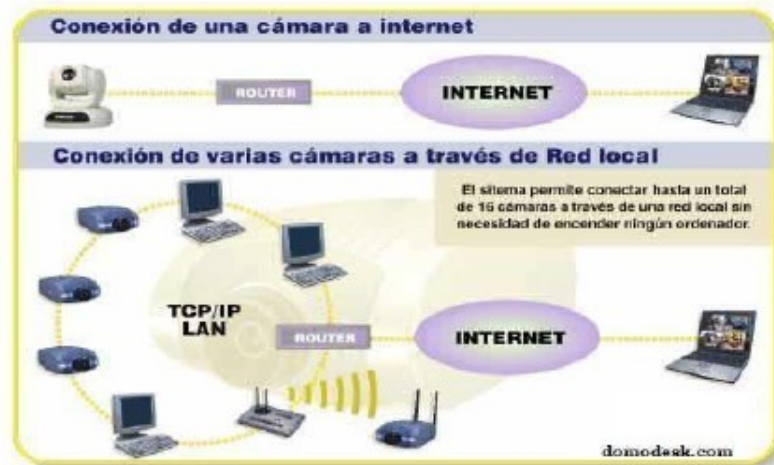 Conexión de una cámara a internet
ROUTER
INTERNET
Conexión de varias cámaras a través de Red local
El sitema permite conectar hasta un total
de 16 cámaras a través de una red local sin
necesidad de encender ningún ordenador.
TCP/IP
LAN
ROUTER
INTERNET
domodesk.com